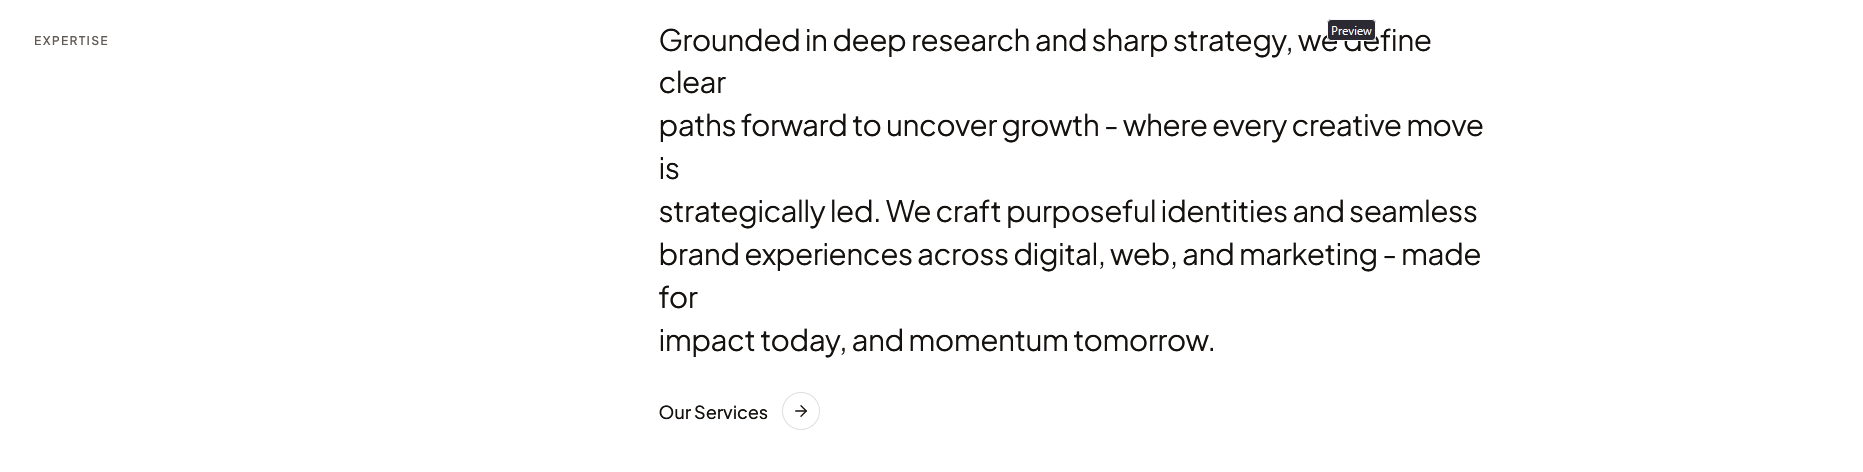 EXPERTISE
Grounded in deep research and sharp strategy, we define
clear
paths forward to uncover growth - where every creative move
is
strategically led. We craft purposeful identities and seamless
brand experiences across digital, web, and marketing - made
for
impact today, and momentum tomorrow.
Our Services
Preview